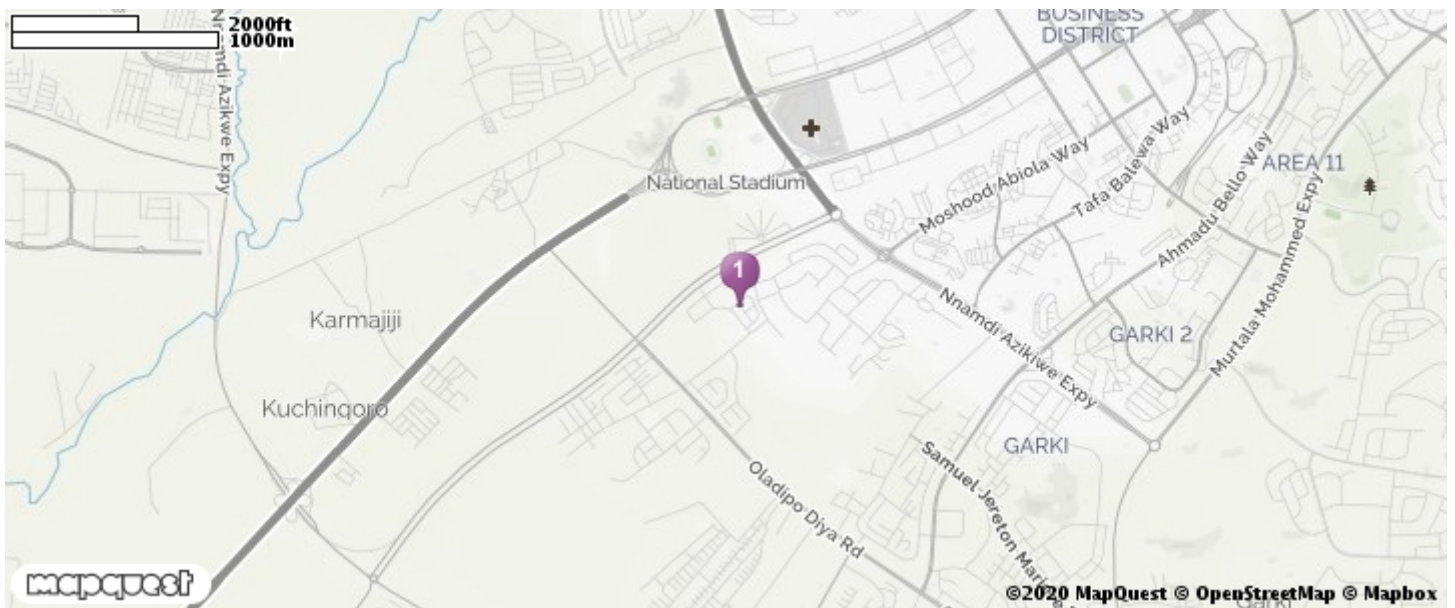 2000ft
1000m
Nnamdi Azikwe Expy
BUSINESS
DISTRICT
National Stadium
Moshood Abiola Way
Tafa Balewa Way
Ahmadu Bello Way
AREA 11
Murtala Mohammed Expy
1
Karmajiji
Nnamdi Azikiwe Expy
GARKI 2
Kuchingoro
GARKI
Oladipo Diya Rd
Samuel Jereton Mari
mapquest
©2020 MapQuest © OpenStreetMap © Mapbox